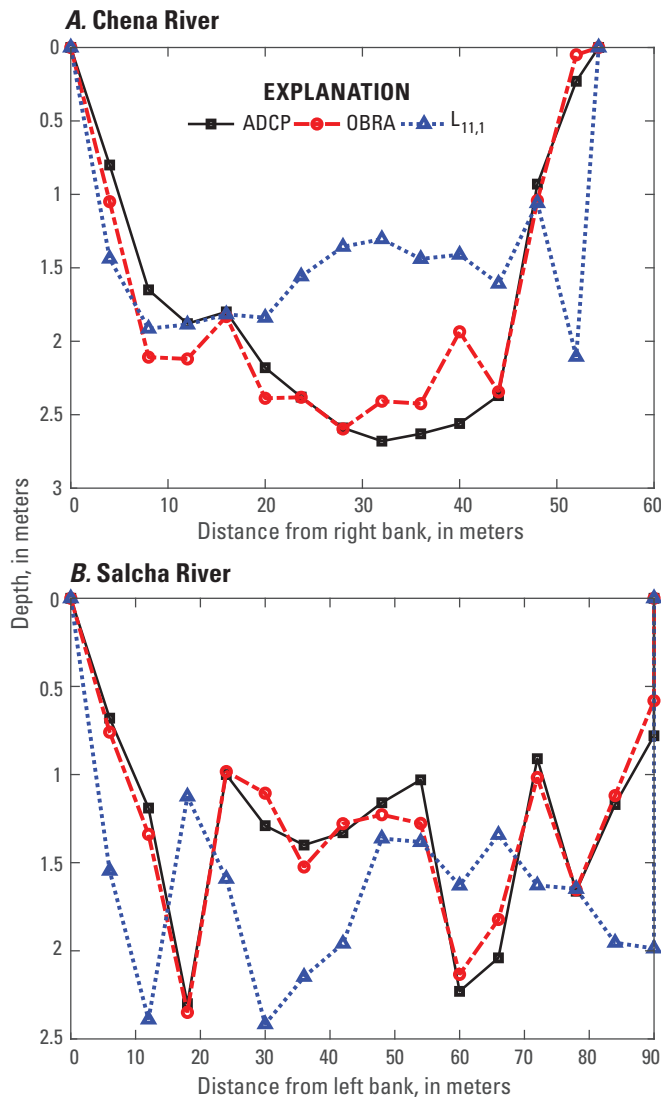 A. Chena River
0
0.5
1
1.5
2
2.5
3
EXPLANATION
ADCP OBRA L11,1
0 10 20 30 40 50 60
Distance from right bank, in meters
Depth, in meters
B. Salcha River
0
0.5
1
1.5
2
2.5
0 10 20 30 40 50 60 70 80 90
Distance from left bank, in meters